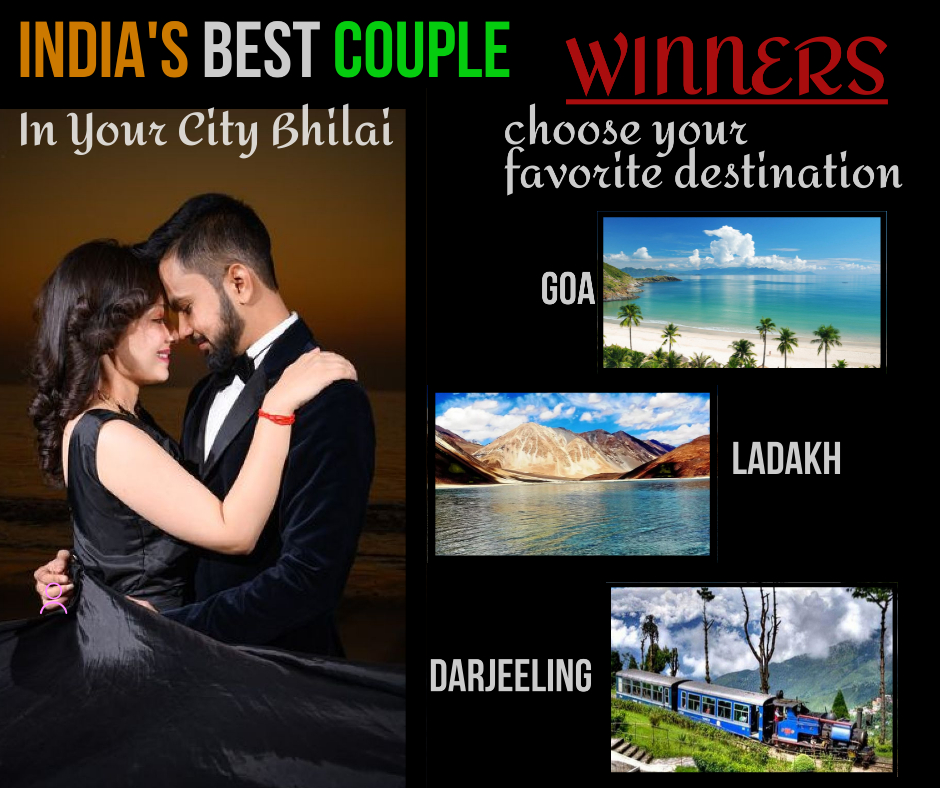 INDIA'S BEST COUPLE
In Your City Bhilai
WINNERS
choose your
favorite destination
GOA
LADAKH
DARJEELING